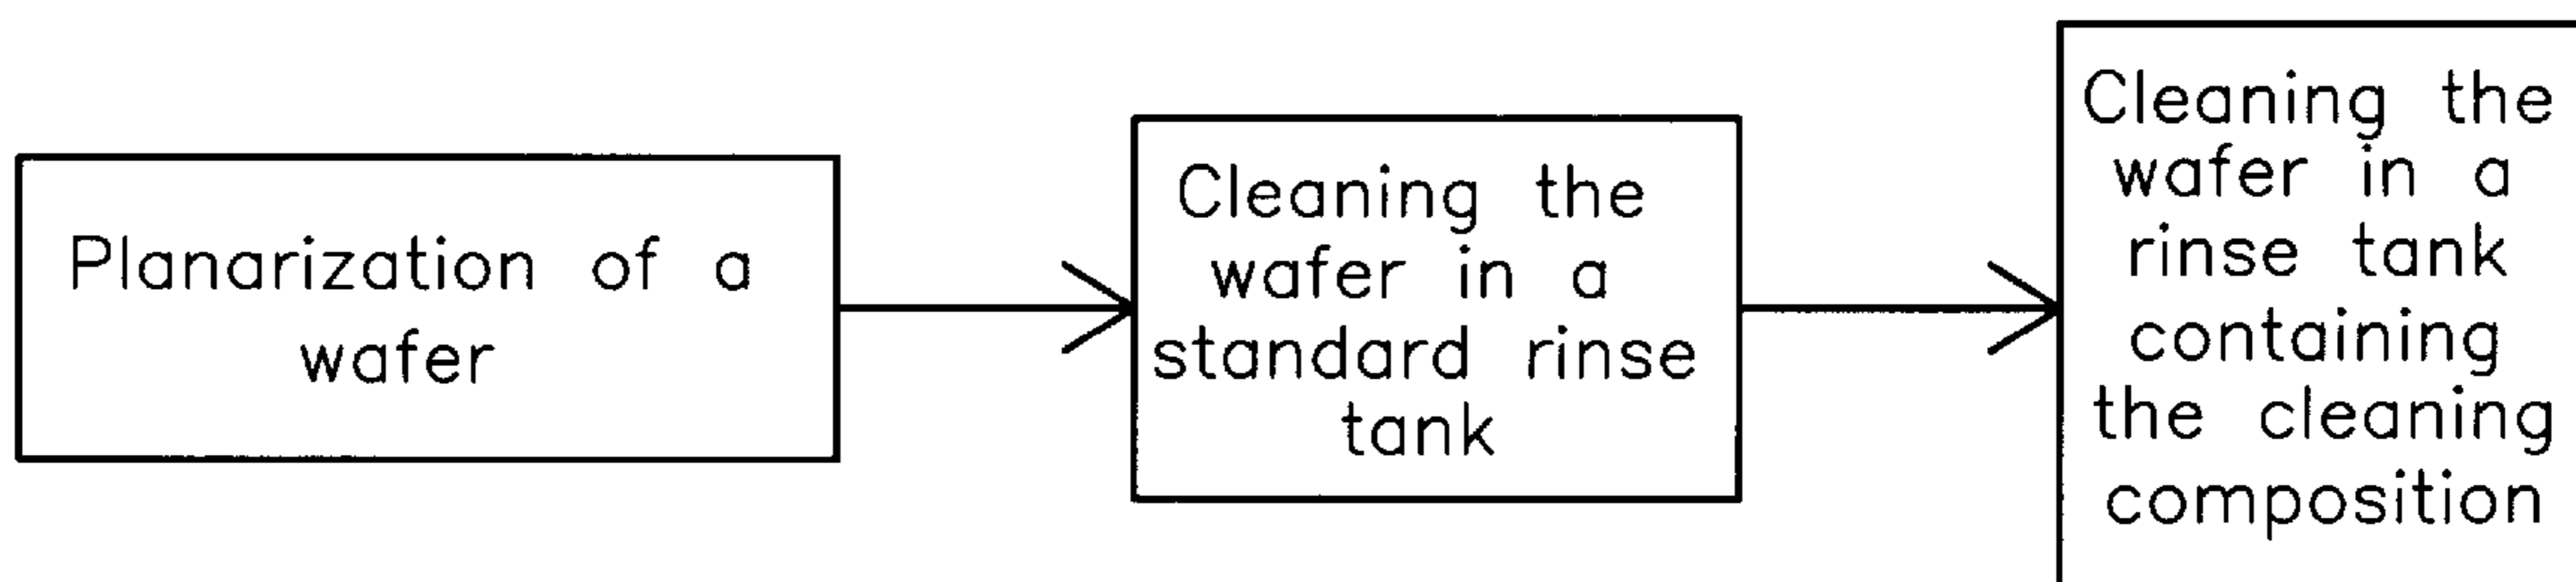 Planarization of a
wafer
Cleaning the
wafer in a
standard rinse
tank
Cleaning the
wafer in a
rinse tank
containing
the cleaning
composition